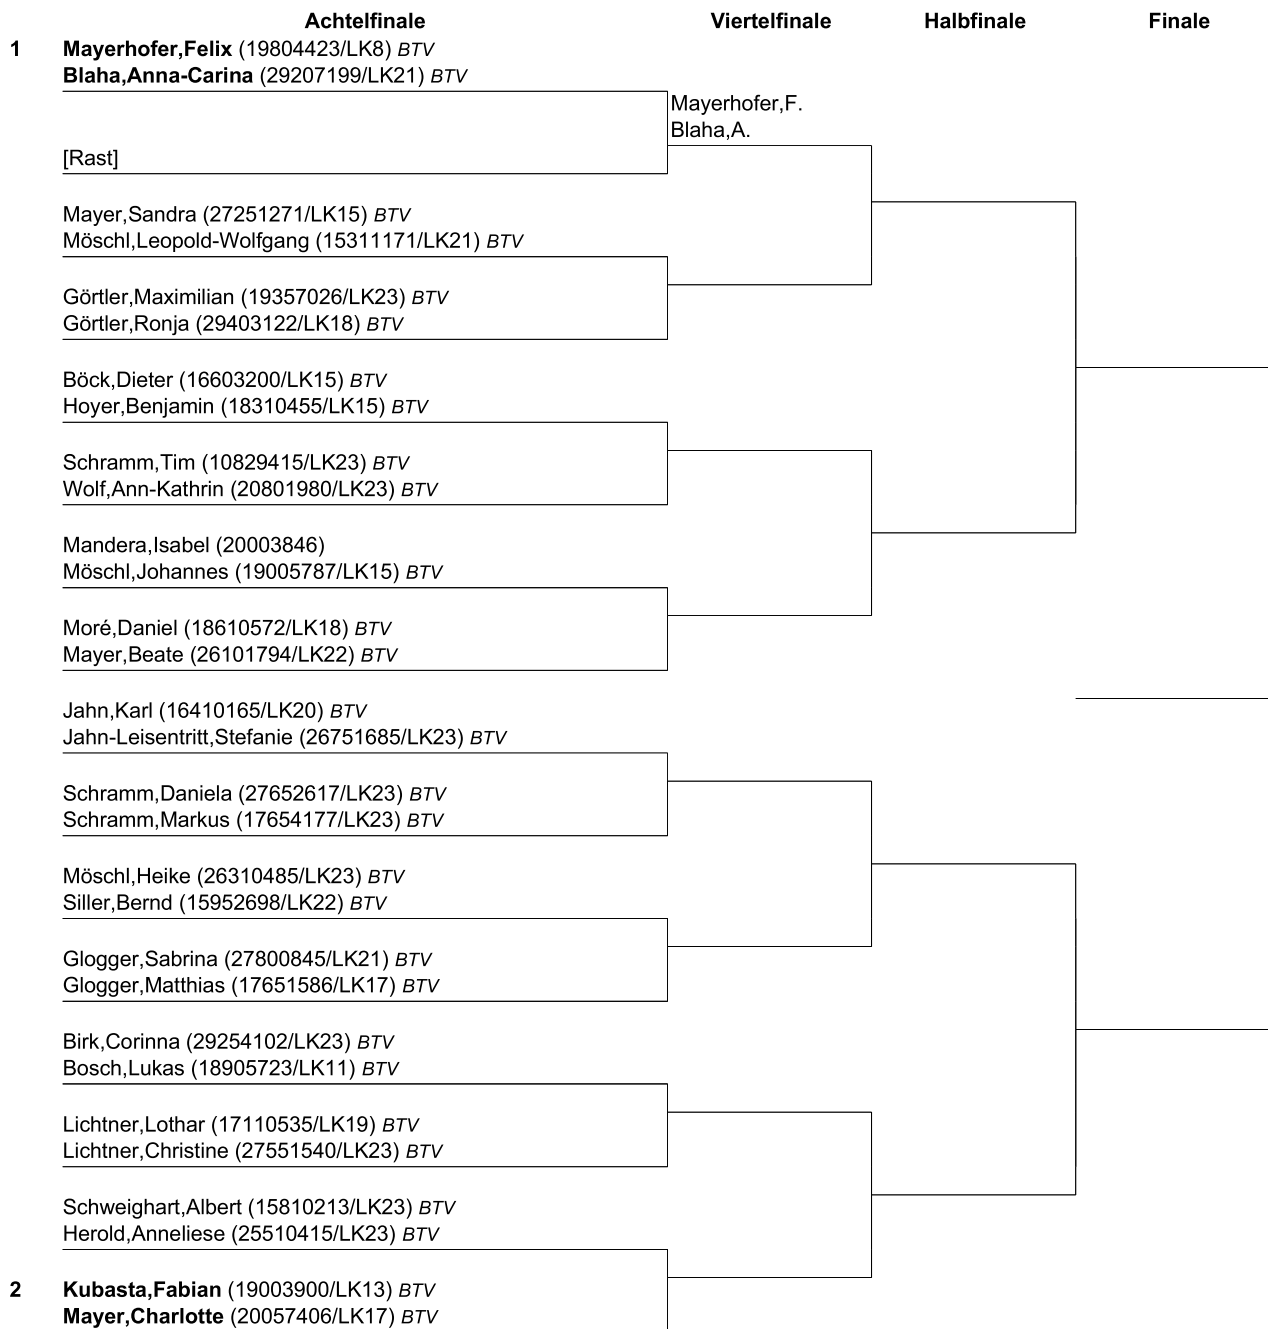 Achtelfinale Viertelfinale Halbfinale Finale
1 Mayerhofer,Felix (19804423/LK8) BTV
Blaha,Anna-Carina (29207199/LK21) BTV
Mayerhofer,F.
Blaha,A.
[Rast]
Mayer,Sandra (27251271/LK15) BTV
Möschl,Leopold-Wolfgang (15311171/LK21) BTV
Görtler,Maximilian (19357026/LK23) BTV
Görtler,Ronja (29403122/LK18) BTV
Böck,Dieter (16603200/LK15) BTV
Hoyer,Benjamin (18310455/LK15) BTV
Schramm,Tim (10829415/LK23) BTV
Wolf,Ann-Kathrin (20801980/LK23) BTV
Mandera,Isabel (20003846)
Möschl,Johannes (19005787/LK15) BTV
Moré,Daniel (18610572/LK18) BTV
Mayer,Beate (26101794/LK22) BTV
Jahn,Karl (16410165/LK20) BTV
Jahn-Leisentritt,Stefanie (26751685/LK23) BTV
Schramm,Daniela (27652617/LK23) BTV
Schramm,Markus (17654177/LK23) BTV
Möschl,Heike (26310485/LK23) BTV
Siller,Bernd (15952698/LK22) BTV
Glogger,Sabrina (27800845/LK21) BTV
Glogger,Matthias (17651586/LK17) BTV
Birk,Corinna (29254102/LK23) BTV
Bosch,Lukas (18905723/LK11) BTV
Lichtner,Lothar (17110535/LK19) BTV
Lichtner,Christine (27551540/LK23) BTV
Schweighart,Albert (15810213/LK23) BTV
Herold,Anneliese (25510415/LK23) BTV
2 Kubasta,Fabian (19003900/LK13) BTV
Mayer,Charlotte (20057406/LK17) BTV